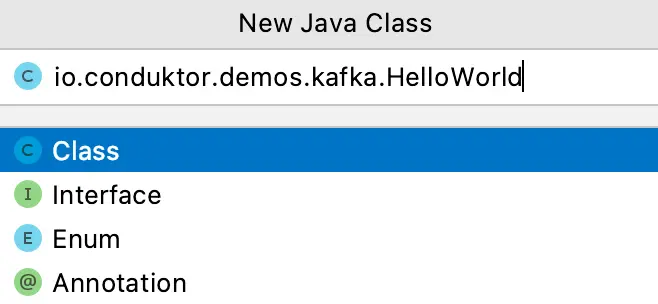 New Java Class
C io.conduktor.demos.kafka.HelloWorld
C Class
I Interface
E Enum
@ Annotation